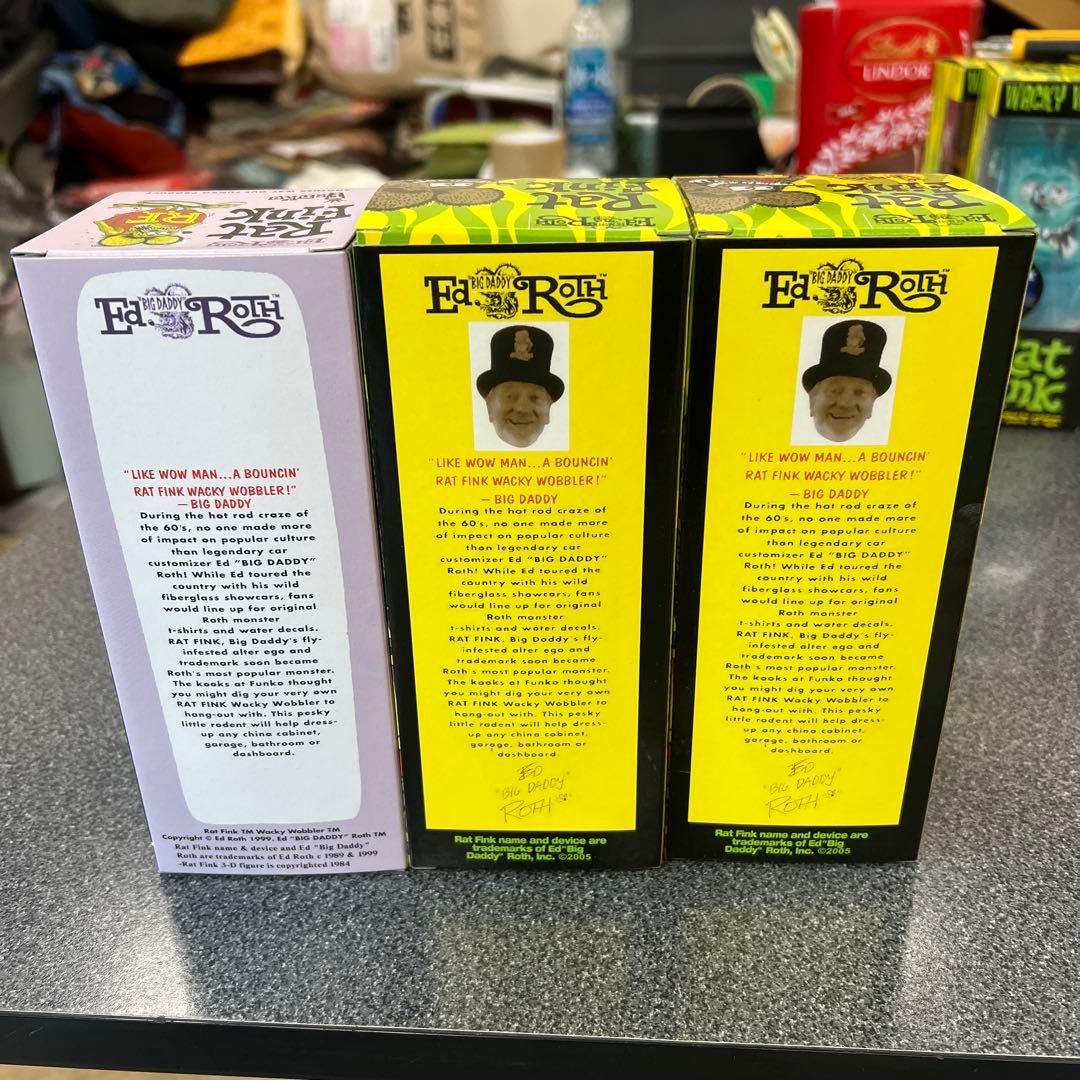 Rat
Fink
RF
Rat
Fink
Rat
Fink
LINDOR
WACKY W
Rat
Fink
Ed. "BIG DADDY" ROTH™
"LIKE WOW MAN...A BOUNCIN'
RAT FINK WACKY WOBBLER!"
— BIG DADDY
During the hot rod craze of
the 60's, no one made more
of impact on popular culture
than legendary car
customizer Ed "BIG DADDY"
Roth! While Ed toured the
country with his wild
fiberglass showcars, fans
would line up for original
Roth monster
t-shirts and water decals.
RAT FINK, Big Daddy's fly-
infested alter ego and
trademark soon became
Roth's most popular monster.
The kooks at Funko thought
you might dig your very own
RAT FINK Wacky Wobbler to
hang-out with. This pesky
little rodent will help dress-
up any china cabinet,
garage, bathroom or
dashboard.
Rat Fink TM Wacky Wobbler TM
Copyright © Ed Roth 1999. Ed "BIG DADDY" Roth TM
Rat Fink name & device and Ed "Big Daddy"
Roth are trademarks of Ed Roth c 1989 & 1999
-Rat Fink 3-D figure is copyrighted 1984
Ed. "BIG DADDY" ROTH™
"LIKE WOW MAN...A BOUNCIN'
RAT FINK WACKY WOBBLER!"
— BIG DADDY
During the hot rod craze of
the 60's, no one made more
of impact on popular culture
than legendary car
customizer Ed "BIG DADDY"
Roth! While Ed toured the
country with his wild
fiberglass showcars, fans
would line up for original
Roth monster
t-shirts and water decals.
RAT FINK, Big Daddy's fly-
infested alter ego and
trademark soon became
Roth's most popular monster.
The kooks at Funko thought
you might dig your very own
RAT FINK Wacky Wobbler to
hang-out with. This pesky
little rodent will help dress-
up any china cabinet,
garage, bathroom or
dashboard.
ED
"BIG DADDY"
ROTH
Rat Fink name and device are
trademarks of Ed"Big
Daddy" Roth, Inc. ©2005
Ed. "BIG DADDY" ROTH™
"LIKE WOW MAN...A BOUNCIN'
RAT FINK WACKY WOBBLER!"
— BIG DADDY
During the hot rod craze of
the 60's, no one made more
of impact on popular culture
than legendary car
customizer Ed "BIG DADDY"
Roth! While Ed toured the
country with his wild
fiberglass showcars, fans
would line up for original
Roth monster
t-shirts and water decals.
RAT FINK, Big Daddy's fly-
infested alter ego and
trademark soon became
Roth's most popular monster.
The kooks at Funko thought
you might dig your very own
RAT FINK Wacky Wobbler to
hang-out with. This pesky
little rodent will help dress-
up any china cabinet,
garage, bathroom or
dashboard.
ED
"BIG DADDY"
ROTH
Rat Fink name and device are
trademarks of Ed"Big
Daddy" Roth, Inc. ©2005
at
nk